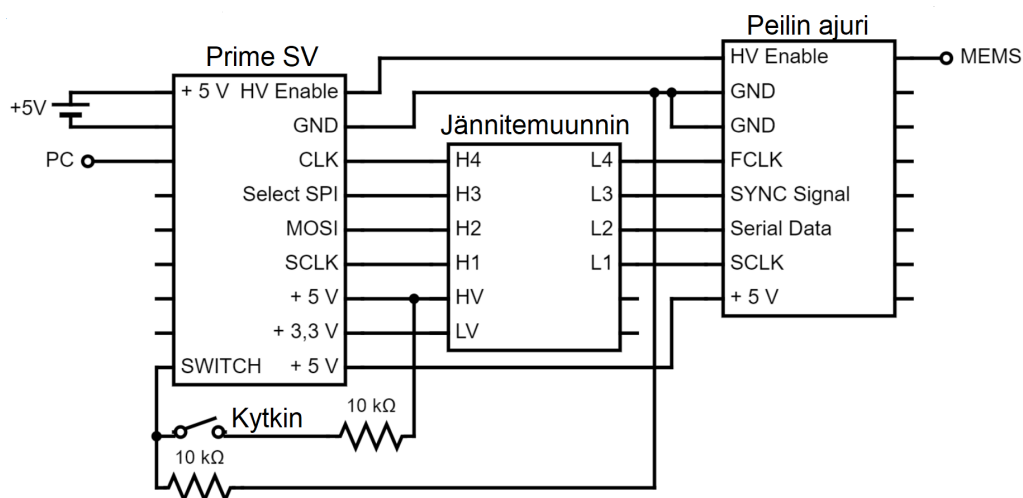 Peilin ajuri
Prime SV
HV Enable
MEMS
+5V
+ 5 V HV Enable
GND
GND
Jännitemuunnin
GND
PC
CLK
H4
L4
FCLK
Select SPI
H3
L3
SYNC Signal
MOSI
H2
L2
Serial Data
SCLK
H1
L1
SCLK
+ 5 V
HV
+ 5 V
+ 3,3 V
LV
SWITCH + 5 V
Kytkin
10 kΩ
10 kΩ